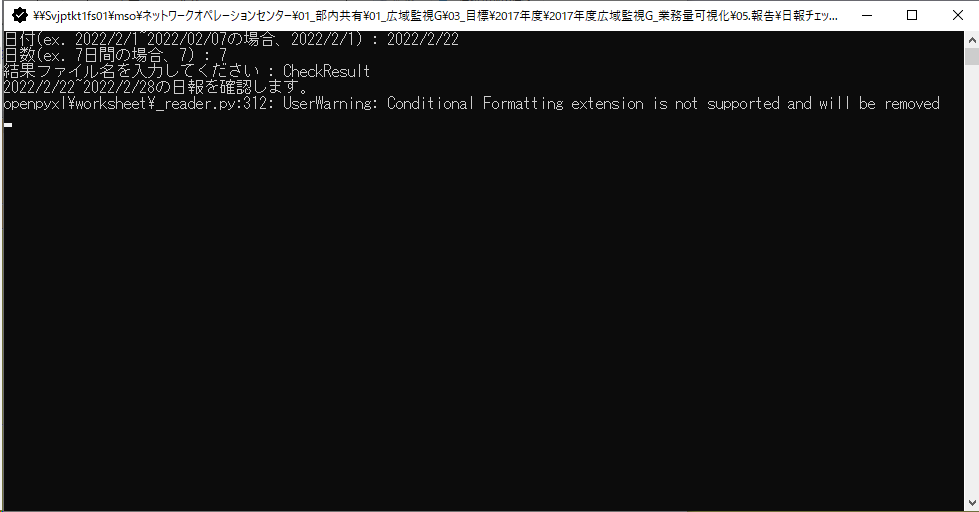 ¥¥Svjptkt1fs01¥mso¥ネットワークオペレーションセンター¥01_部内共有¥01_広域監視G¥03_目標¥2017年度¥2017年度広域監視G_業務量可視化¥05.報告¥日報チェッ...
日付(ex. 2022/2/1~2022/02/07の場合、2022/2/1) : 2022/2/22
日数(ex. 7日間の場合、7) : 7
結果ファイル名を入力してください : CheckResult
2022/2/22~2022/2/28の日報を確認します。
openpyxl¥worksheet¥_reader.py:312: UserWarning: Conditional Formatting extension is not supported and will be removed